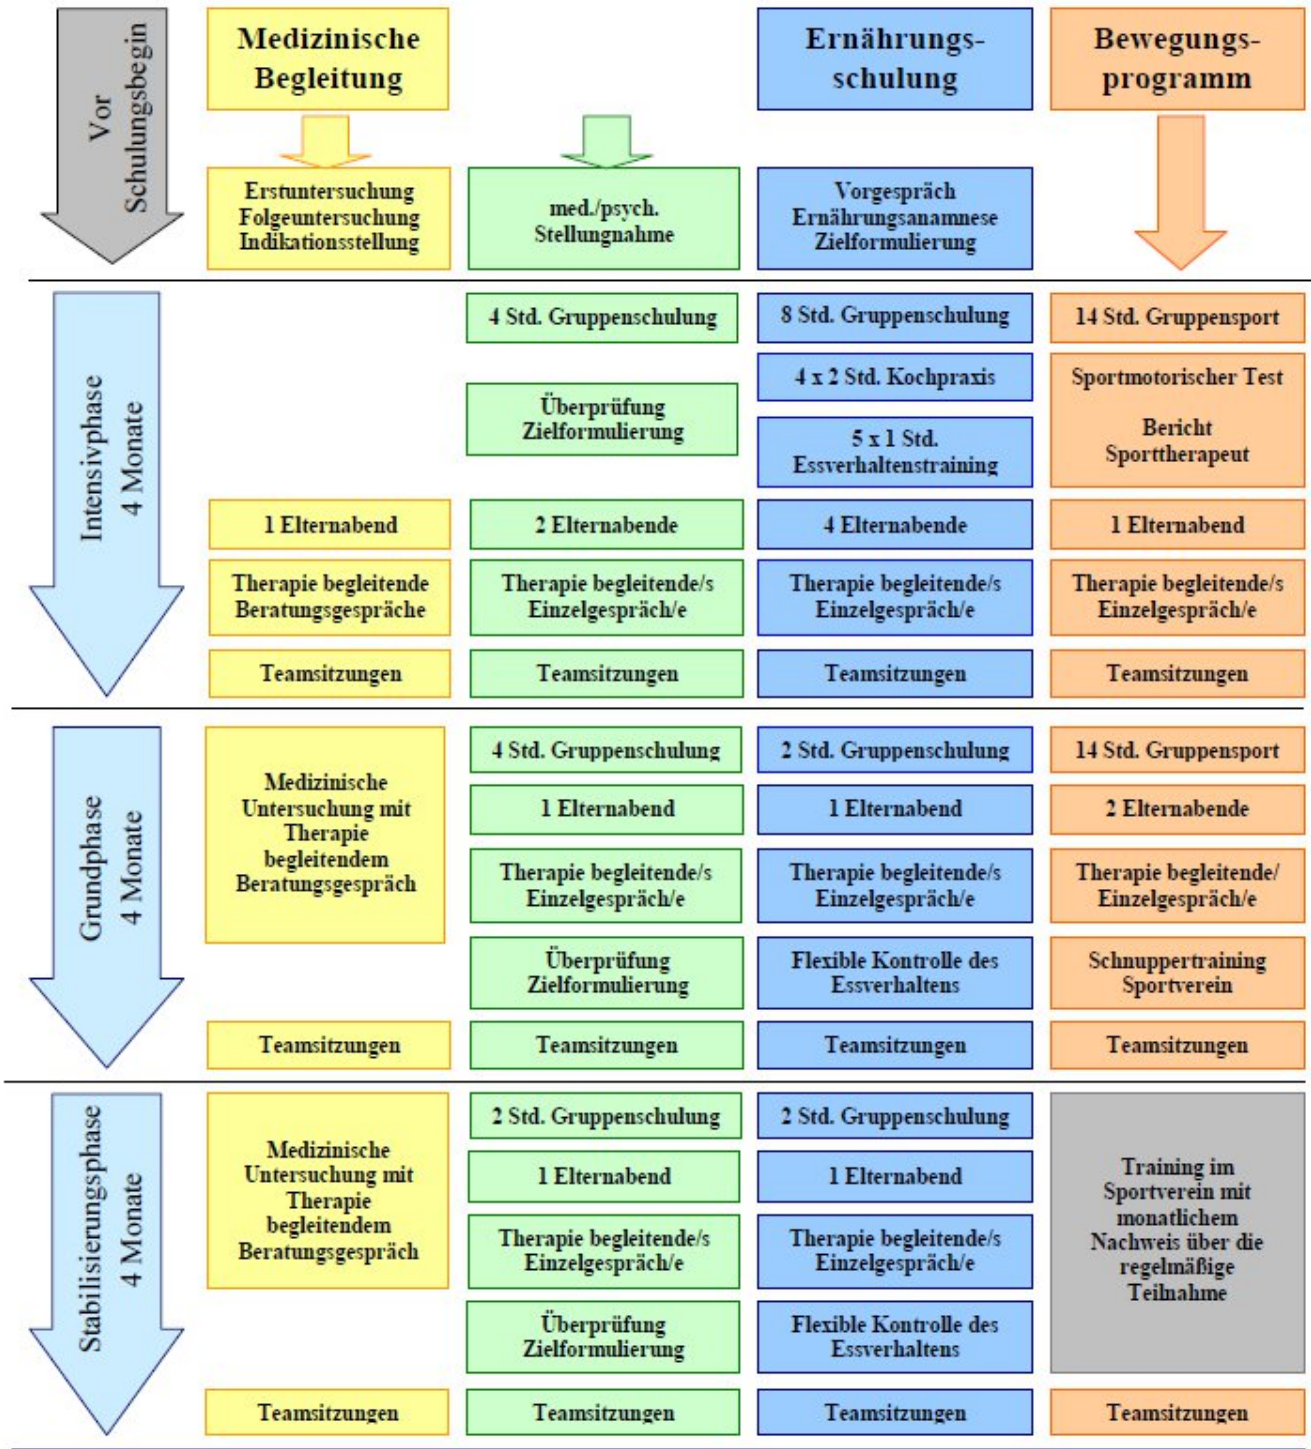 Vor
Schulungsbegin
Medizinische
Begleitung
Ernährungs-
schulung
Bewegungs-
programm
Erstuntersuchung
Folgeuntersuchung
Indikationsstellung
med./psych.
Stellungnahme
Vorgespräch
Ernährungsanamnese
Zielformulierung
Intensivphase
4 Monate
4 Std. Gruppenschulung
8 Std. Gruppenschulung
14 Std. Gruppensport
Überprüfung
Zielformulierung
4 x 2 Std. Kochpraxis
5 x 1 Std.
Essverhaltenstraining
Sportmotorischer Test
Bericht
Sporttherapeut
1 Elternabend
2 Elternabende
4 Elternabende
1 Elternabend
Therapie begleitende
Beratungsgespräche
Therapie begleitende/s
Einzelgespräch/e
Therapie begleitende/s
Einzelgespräch/e
Therapie begleitende/s
Einzelgespräch/e
Teamsitzungen
Teamsitzungen
Teamsitzungen
Teamsitzungen
Grundphase
4 Monate
Medizinische
Untersuchung mit
Therapie
begleitendem
Beratungsgespräch
4 Std. Gruppenschulung
2 Std. Gruppenschulung
14 Std. Gruppensport
1 Elternabend
1 Elternabend
2 Elternabende
Therapie begleitende/s
Einzelgespräch/e
Therapie begleitende/s
Einzelgespräch/e
Therapie begleitende/
Einzelgespräch/e
Überprüfung
Zielformulierung
Flexible Kontrolle des
Essverhaltens
Schnuppertraining
Sportverein
Teamsitzungen
Teamsitzungen
Teamsitzungen
Teamsitzungen
Stabilisierungsphase
4 Monate
Medizinische
Untersuchung mit
Therapie
begleitendem
Beratungsgespräch
2 Std. Gruppenschulung
2 Std. Gruppenschulung
1 Elternabend
1 Elternabend
Therapie begleitende/s
Einzelgespräch/e
Therapie begleitende/s
Einzelgespräch/e
Überprüfung
Zielformulierung
Flexible Kontrolle des
Essverhaltens
Training im
Sportverein mit
monatlichem
Nachweis über die
regelmäßige
Teilnahme
Teamsitzungen
Teamsitzungen
Teamsitzungen
Teamsitzungen